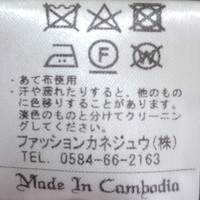 F
W
・あて布使用
・汗や濡れたりすると、他のもの
に色移りすることがあります。
淡色のものと分けてクリーニン
グしてください。
ファッションカネジュウ(株)
TEL. 0584-66-2163
Made In Cambodia